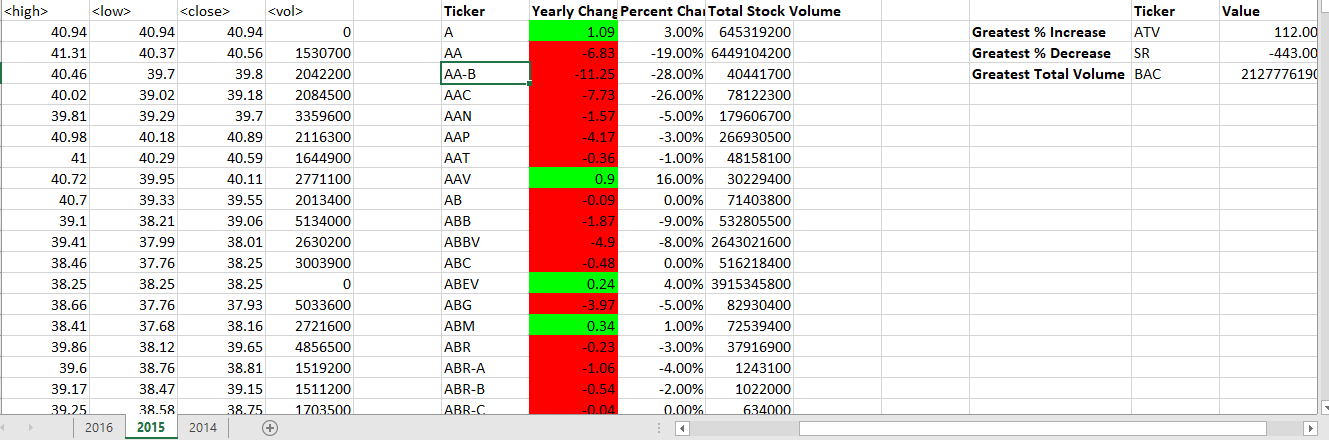 <high> <low> <close> <vol> Ticker Yearly Chang Percent Char Total Stock Volume Ticker Value
40.94 40.94 40.94 0 A 1.09 3.00% 645319200 Greatest % Increase ATV 112.00
41.31 40.37 40.56 1530700 AA -6.83 -19.00% 6449104200 Greatest % Decrease SR -443.00
40.46 39.7 39.8 2042200 AA-B -11.25 -28.00% 40441700 Greatest Total Volume BAC 2127776190
40.02 39.02 39.18 2084500 AAC -7.73 -26.00% 78122300
39.81 39.29 39.7 3359600 AAN -1.57 -5.00% 179606700
40.98 40.18 40.89 2116300 AAP -4.17 -3.00% 266930500
41 40.29 40.59 1644900 AAT -0.36 -1.00% 48158100
40.72 39.95 40.11 2771100 AAV 0.9 16.00% 30229400
40.7 39.33 39.55 2013400 AB -0.09 0.00% 71403800
39.1 38.21 39.06 5134000 ABB -1.87 -9.00% 532805500
39.41 37.99 38.01 2630200 ABBV -4.9 -8.00% 2643021600
38.46 37.76 38.25 3003900 ABC -0.48 0.00% 516218400
38.25 38.25 38.25 0 ABEV 0.24 4.00% 3915345800
38.66 37.76 37.93 5033600 ABG -3.97 -5.00% 82930400
38.41 37.68 38.16 2721600 ABM 0.34 1.00% 72539400
39.86 38.12 39.65 4856500 ABR -0.23 -3.00% 37916900
39.6 38.76 38.81 1519200 ABR-A -1.06 -4.00% 1243100
39.17 38.47 39.15 1511200 ABR-B -0.54 -2.00% 1022000
39.25 38.58 38.75 1703500 ABR-C -0.04 0.00% 634000
2016 2015 2014